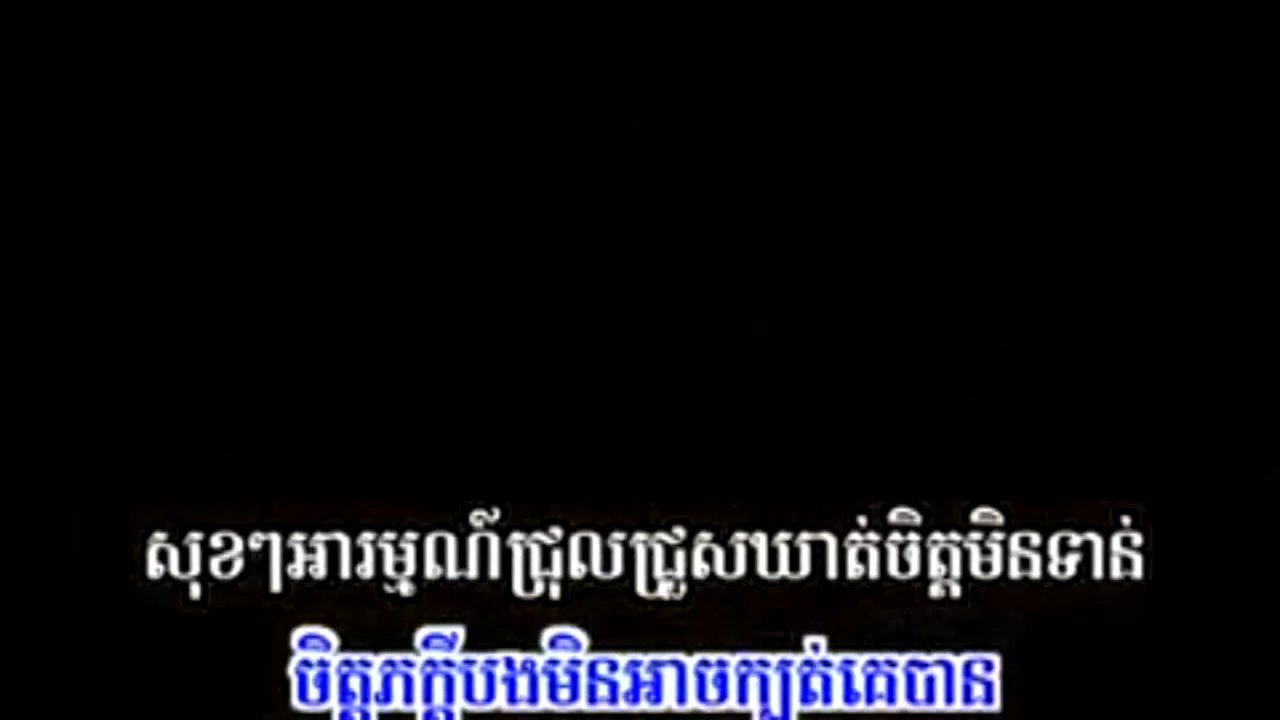 សុខៗអារម្មណ៍ជ្រុលជ្រួសឃាត់ចិត្តមិនទាន់
ចិត្តភក្ដីបងមិនអាចក្បត់គេបាន